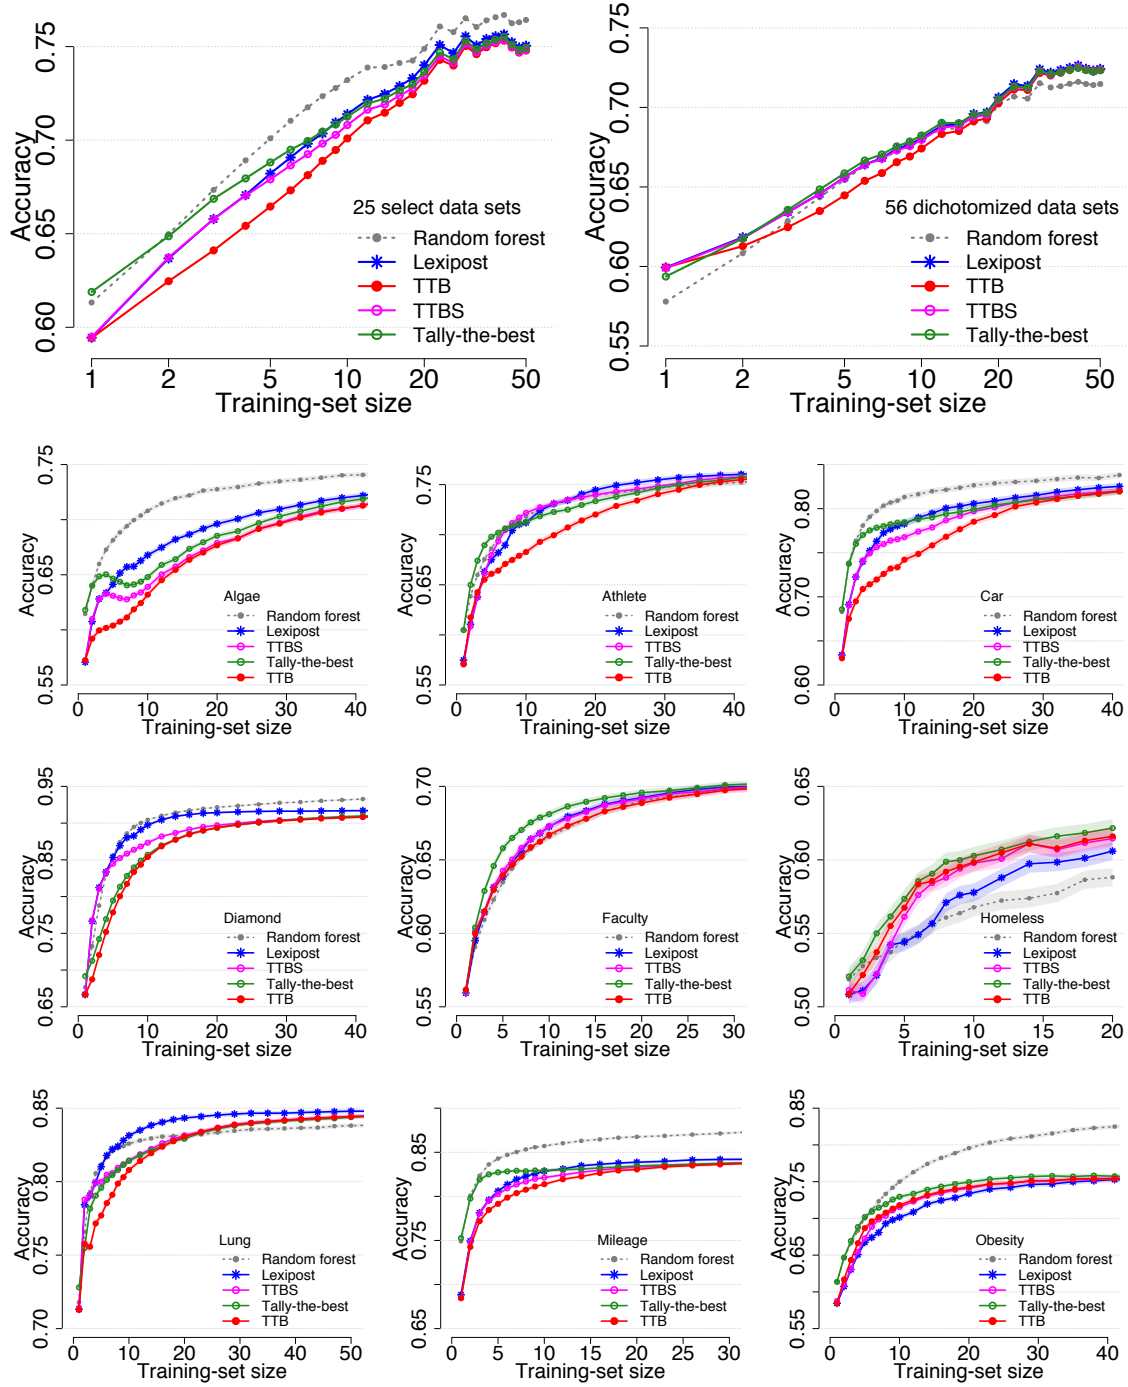 Accuracy
0.75
0.70
0.65
0.60
25 select data sets
Random forest
Lexipost
TTB
TTBS
Tally-the-best
1 2 5 10 20 50
Training-set size
Accuracy
0.75
0.70
0.65
0.60
0.55
56 dichotomized data sets
Random forest
Lexipost
TTB
TTBS
Tally-the-best
1 2 5 10 20 50
Training-set size
Accuracy
0.75
0.65
0.55
Algae
Random forest
Lexipost
TTBS
Tally-the-best
TTB
0 10 20 30 40
Training-set size
Accuracy
0.75
0.65
0.55
Athlete
Random forest
Lexipost
TTBS
Tally-the-best
TTB
0 10 20 30 40
Training-set size
Accuracy
0.80
0.70
0.60
Car
Random forest
Lexipost
TTBS
Tally-the-best
TTB
0 10 20 30 40
Training-set size
Accuracy
0.95
0.85
0.75
0.65
Diamond
Random forest
Lexipost
TTBS
Tally-the-best
TTB
0 10 20 30 40
Training-set size
Accuracy
0.70
0.65
0.60
0.55
Faculty
Random forest
Lexipost
TTBS
Tally-the-best
TTB
0 5 10 15 20 25 30
Training-set size
Accuracy
0.65
0.60
0.55
0.50
Homeless
Random forest
Lexipost
TTBS
Tally-the-best
TTB
0 5 10 15 20
Training-set size
Accuracy
0.85
0.80
0.75
0.70
Lung
Random forest
Lexipost
TTBS
Tally-the-best
TTB
0 10 20 30 40 50
Training-set size
Accuracy
0.85
0.75
0.65
Mileage
Random forest
Lexipost
TTBS
Tally-the-best
TTB
0 5 10 15 20 25 30
Training-set size
Accuracy
0.85
0.75
0.65
0.55
Obesity
Random forest
Lexipost
TTBS
Tally-the-best
TTB
0 10 20 30 40
Training-set size